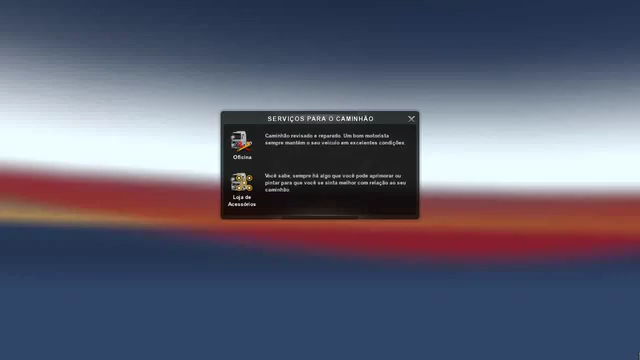 SERVIÇOS PARA O CAMINHÃO
Caminhão revisado e reparado. Um bom motorista
sempre mantém o seu veículo em excelentes condições.
Oficina
Você sabe, sempre há algo que você pode aprimorar ou
pintar para que você se sinta melhor com relação ao seu
caminhão.
Loja de
Acessórios